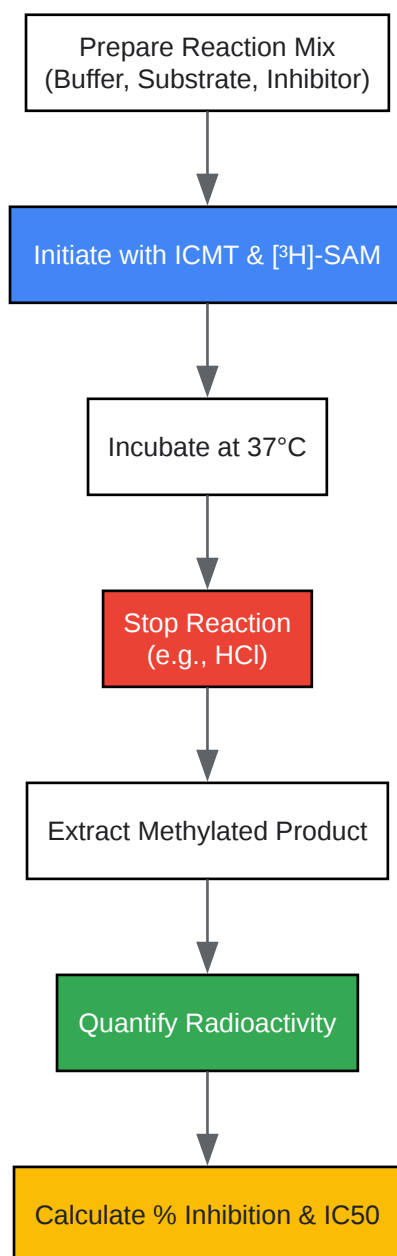 Prepare Reaction Mix
(Buffer, Substrate, Inhibitor)
Initiate with ICMT & [³H]-SAM
Incubate at 37°C
Stop Reaction
(e.g., HCl)
Extract Methylated Product
Quantify Radioactivity
Calculate % Inhibition & IC50